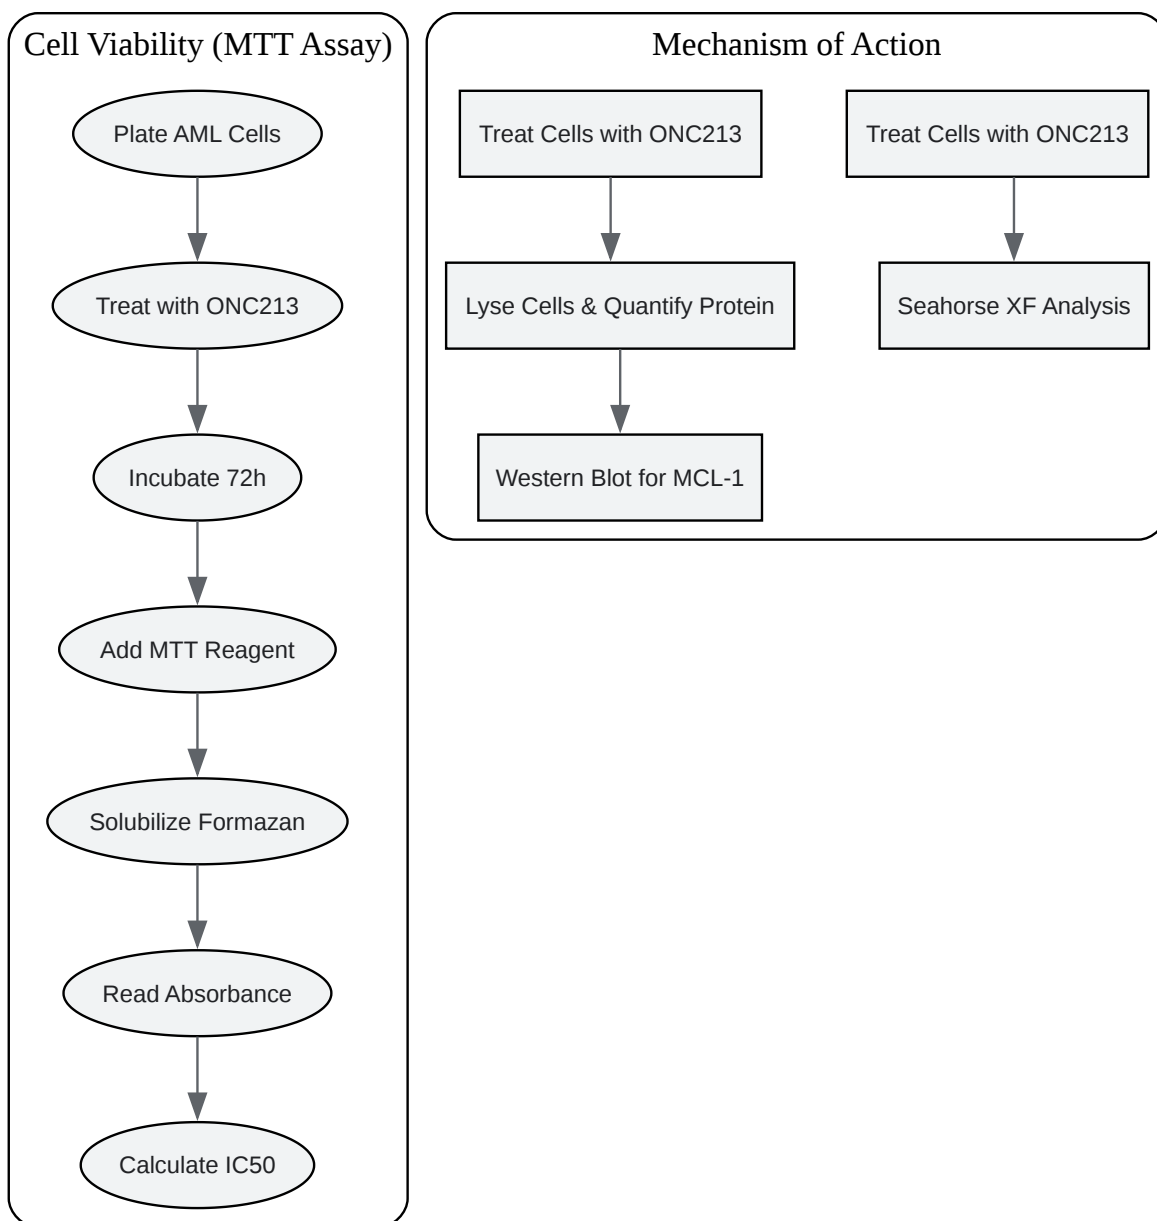 Cell Viability (MTT Assay)
Plate AML Cells
Treat with ONC213
Incubate 72h
Add MTT Reagent
Solubilize Formazan
Read Absorbance
Calculate IC50
Mechanism of Action
Treat Cells with ONC213
Lyse Cells & Quantify Protein
Western Blot for MCL-1
Treat Cells with ONC213
Seahorse XF Analysis